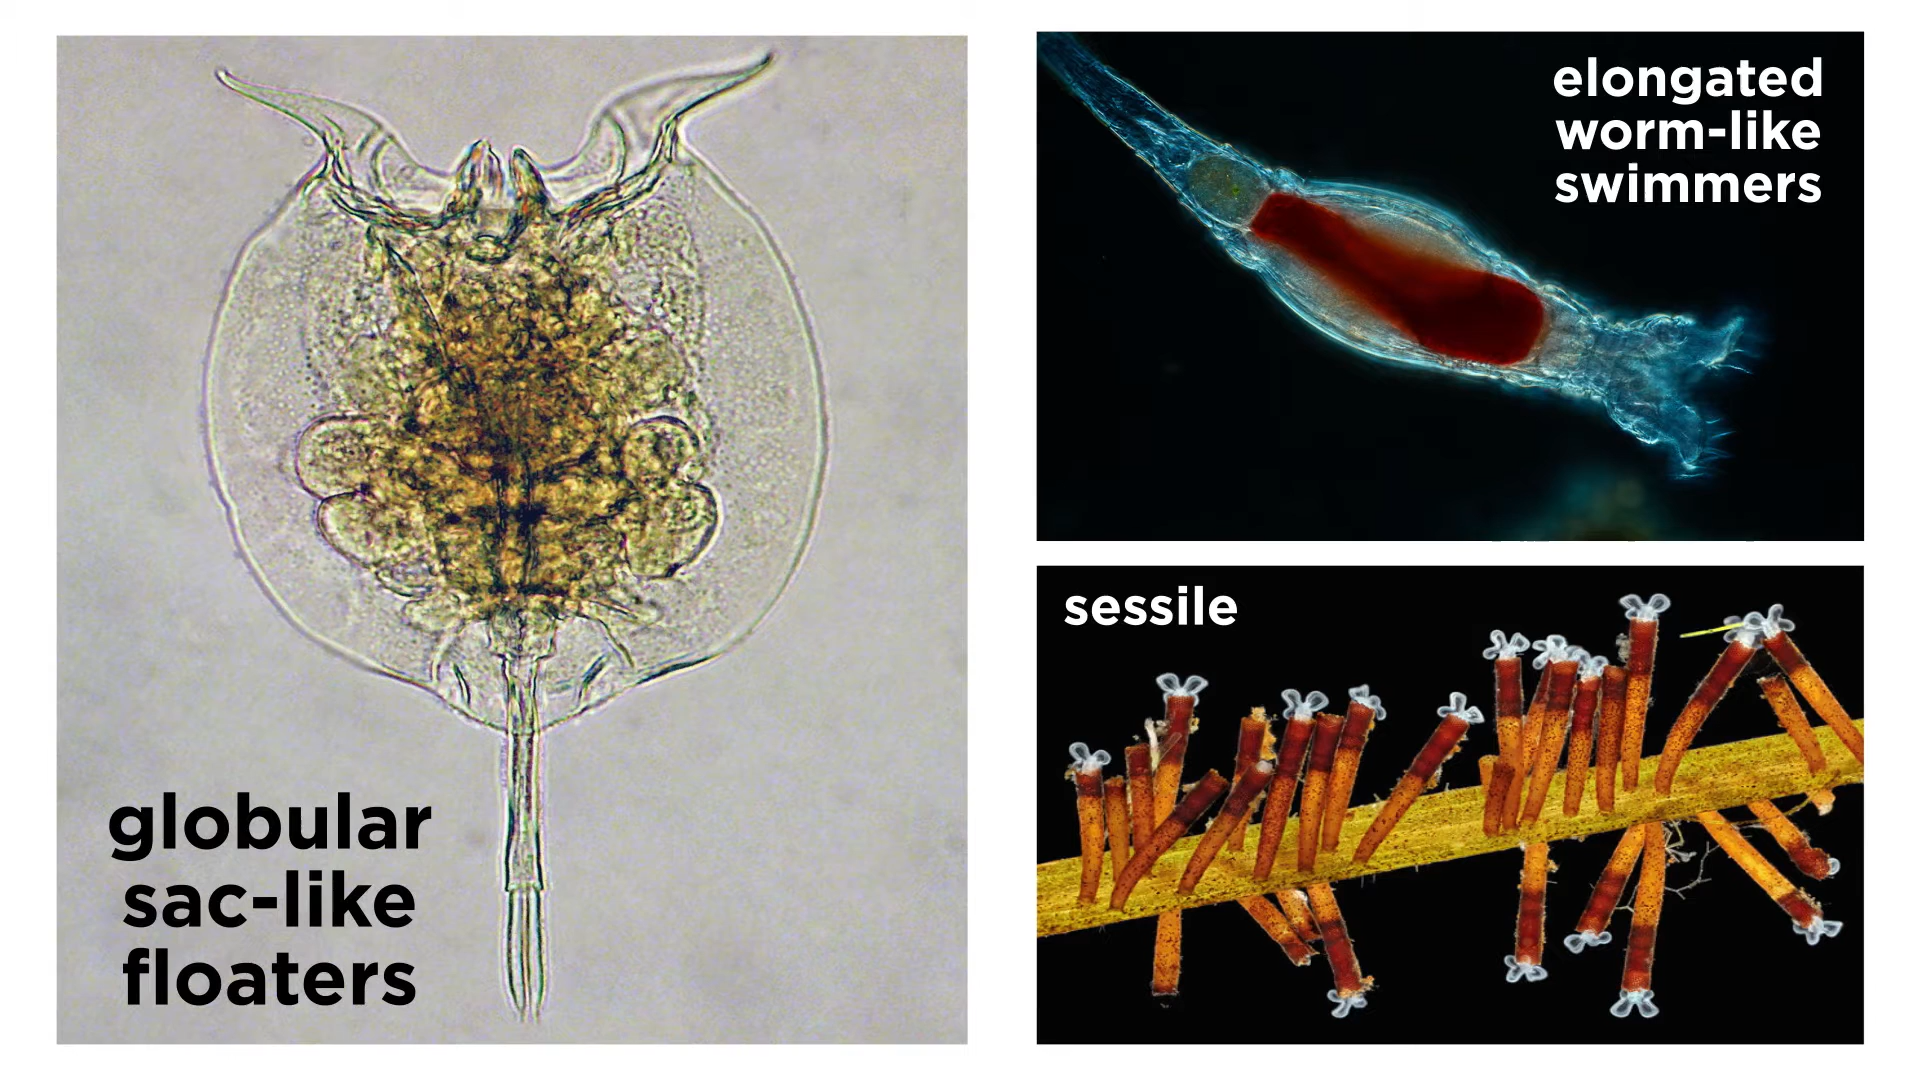 globular
sac-like
floaters
elongated
worm-like
swimmers
sessile